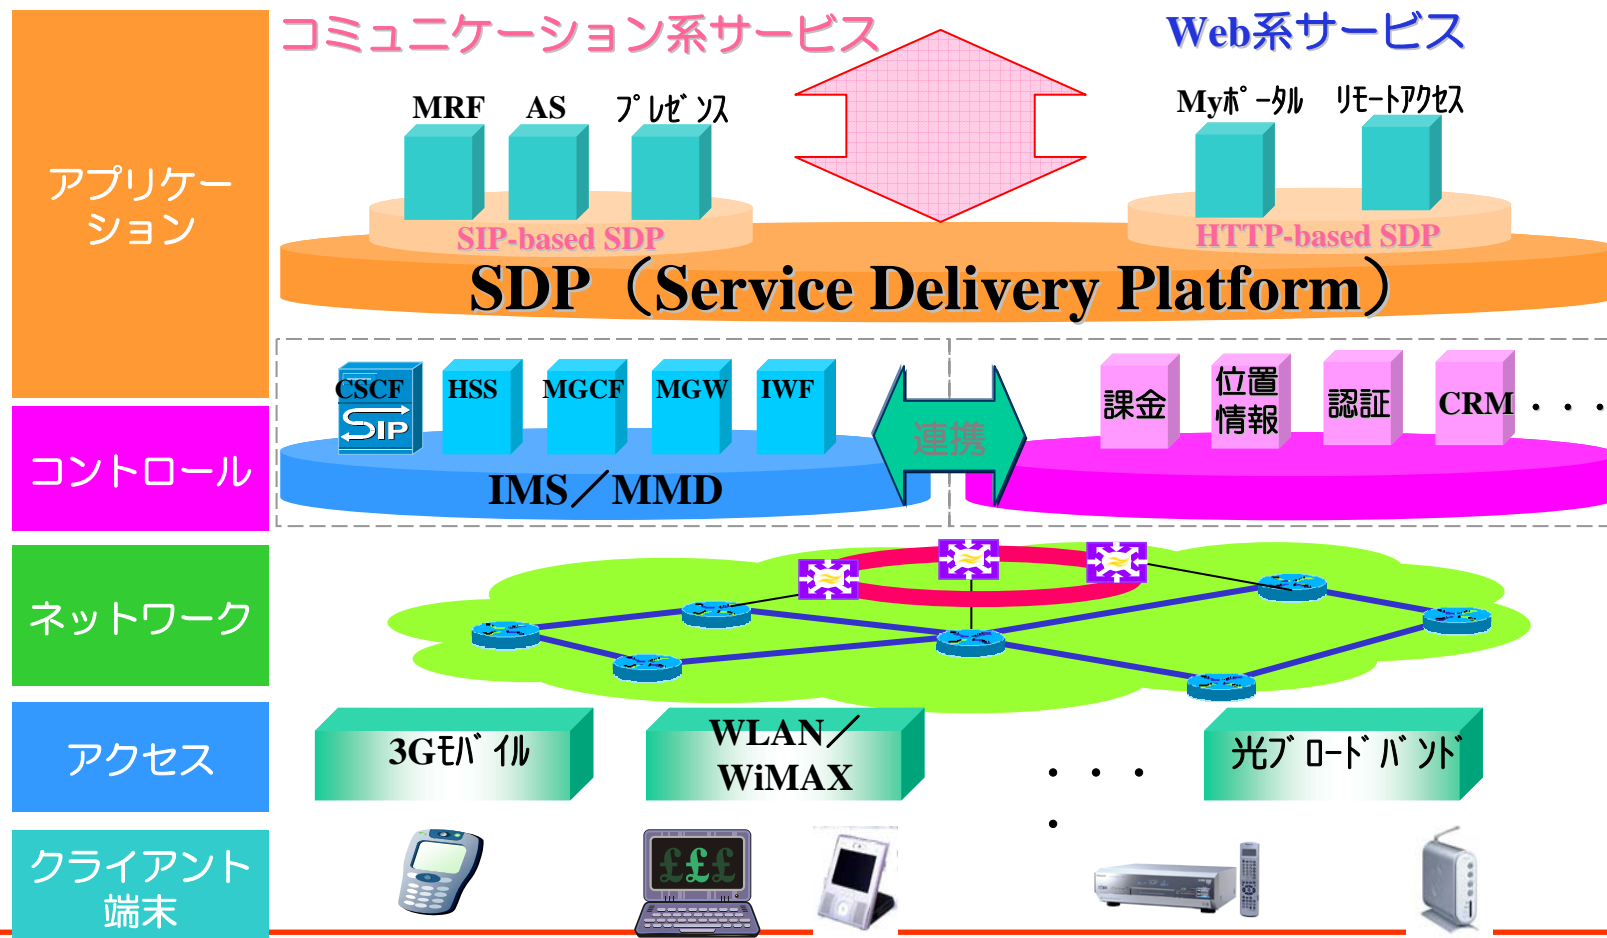 コミュニケーション系サービス
Web系サービス
MRF
AS
ﾌﾟﾚｾﾞﾝｽ
Myﾎﾟｰﾀﾙ
ﾘﾓｰﾄｱｸｾｽ
アプリケー
ション
SIP-based SDP
HTTP-based SDP
SDP（Service Delivery Platform）
CSCF
SIP
HSS
MGCF
MGW
IWF
連携
課金
位置
情報
認証
CRM
・・・
コントロール
IMS／MMD
ネットワーク
アクセス
3Gﾓﾊﾞｲﾙ
WLAN／
WiMAX
・・・
・
光ﾌﾞﾛｰﾄﾞﾊﾞﾝﾄﾞ
クライアント
端末
£££